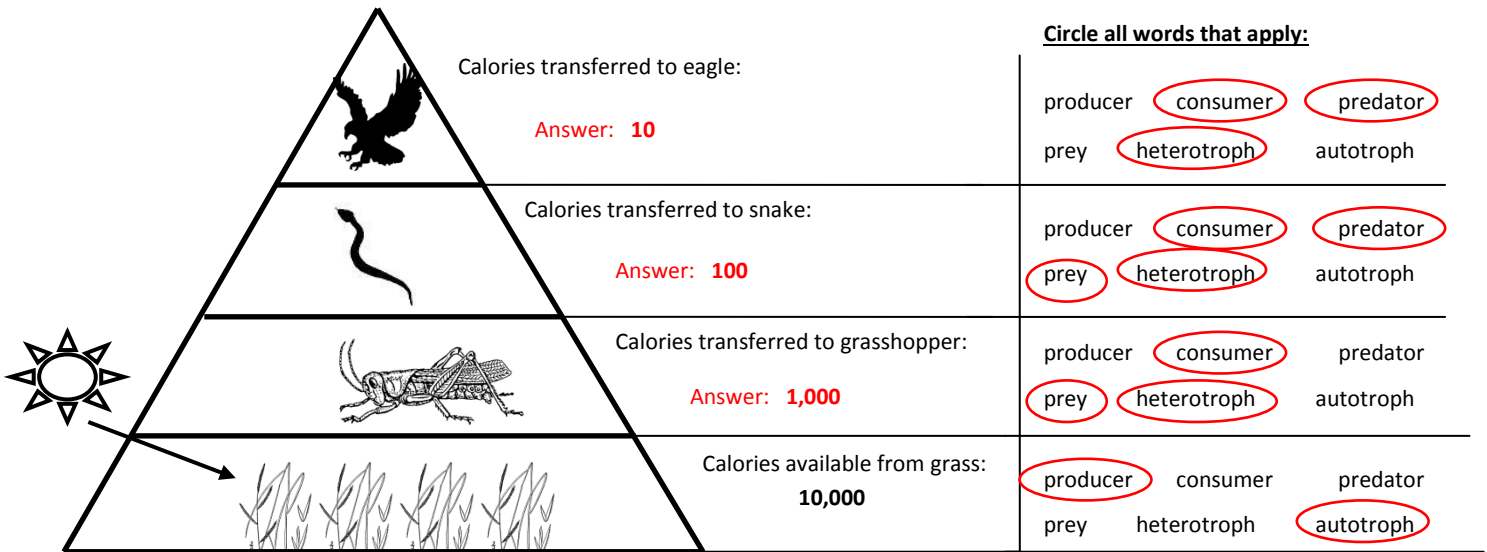 Circle all words that apply:
Calories transferred to eagle:
Answer: 10
producer consumer predator
prey heterotroph autotroph
Calories transferred to snake:
Answer: 100
producer consumer predator
prey heterotroph autotroph
Calories transferred to grasshopper:
Answer: 1,000
producer consumer predator
prey heterotroph autotroph
Calories available from grass:
10,000
producer consumer predator
prey heterotroph autotroph